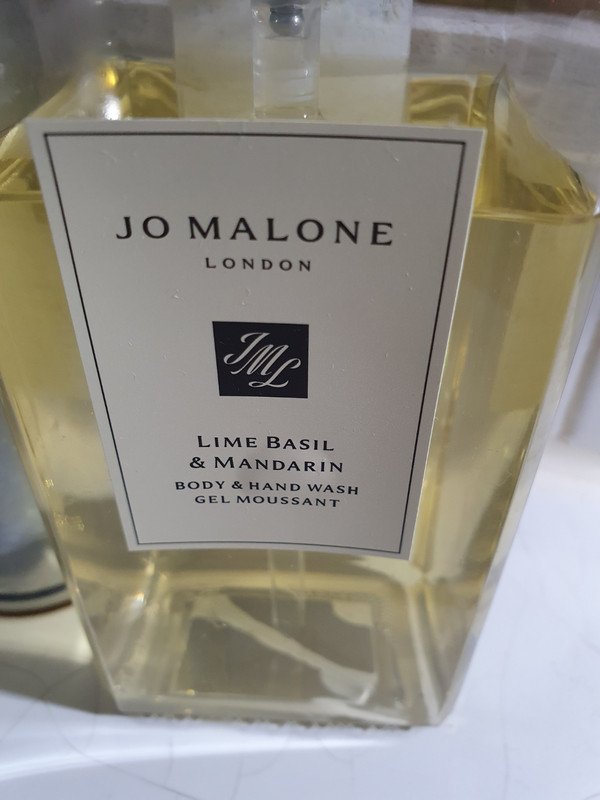 JO MALONE
LONDON
JML
LIME BASIL
& MANDARIN
BODY & HAND WASH
GEL MOUSSANT